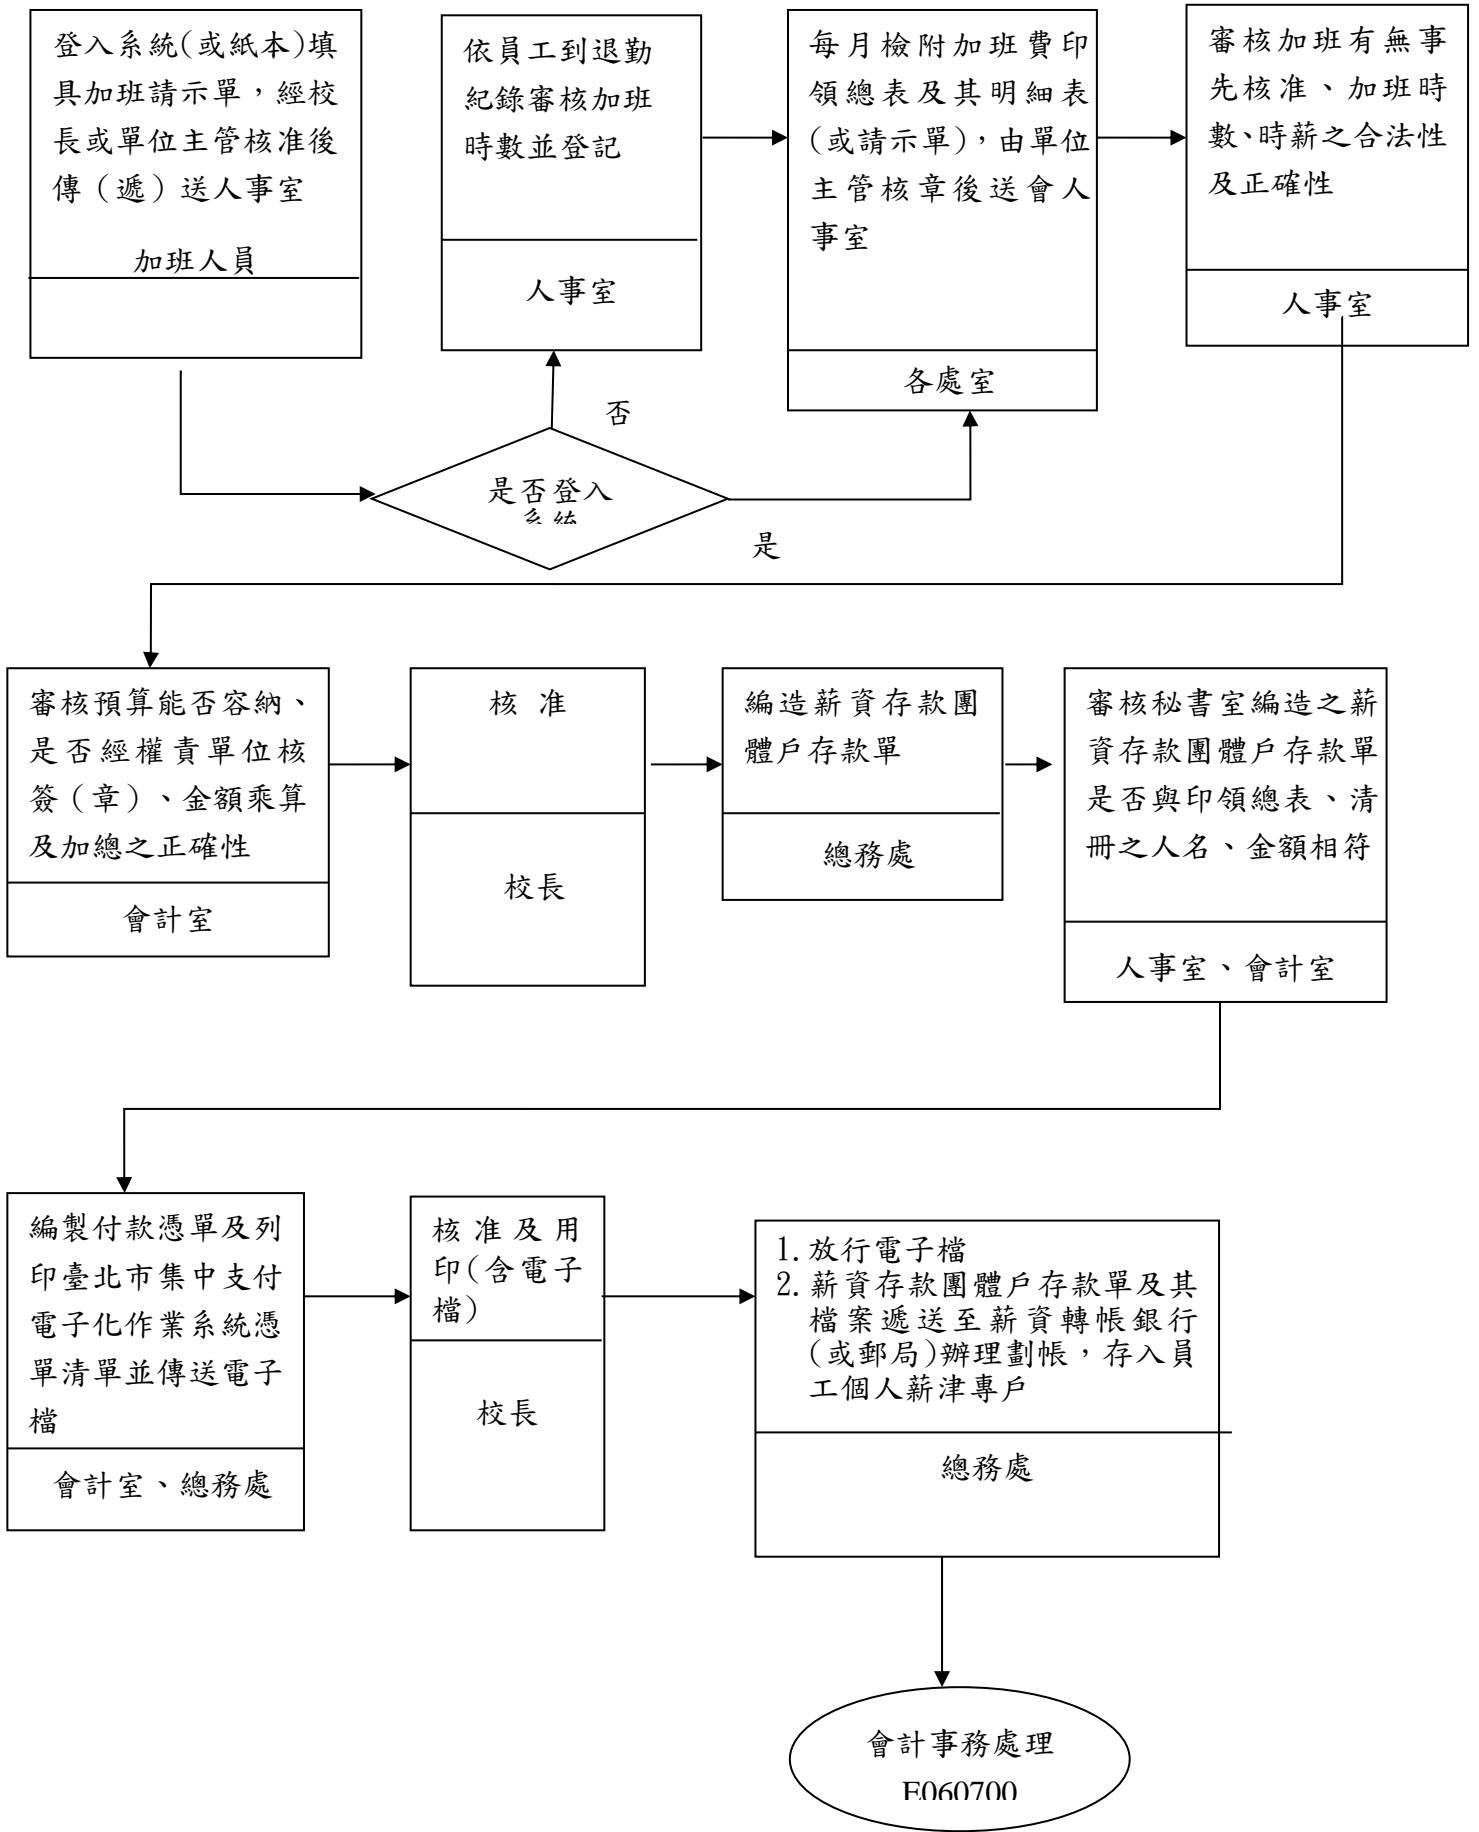 登入系統(或紙本)填
具加班請示單，經校
長或單位主管核准後
傳（遞）送人事室
加班人員
依員工到退勤
紀錄審核加班
時數並登記
人事室
每月檢附加班費印
領總表及其明細表
(或請示單)，由單位
主管核章後送會人
事室
各處室
審核加班有無事
先核准、加班時
數、時薪之合法性
及正確性
人事室
否
是否登入
系統
是
審核預算能否容納、
是否經權責單位核
簽（章）、金額乘算
及加總之正確性
會計室
核 准
校長
編造薪資存款團
體戶存款單
總務處
審核秘書室編造之薪
資存款團體戶存款單
是否與印領總表、清
冊之人名、金額相符
人事室、會計室
編製付款憑單及列
印臺北市集中支付
電子化作業系統憑
單清單並傳送電子
檔
會計室、總務處
核准及用
印(含電子
檔)
校長
1.放行電子檔
2.薪資存款團體戶存款單及其
檔案遞送至薪資轉帳銀行
(或郵局)辦理劃帳，存入員
工個人薪津專戶
總務處
會計事務處理
E060700